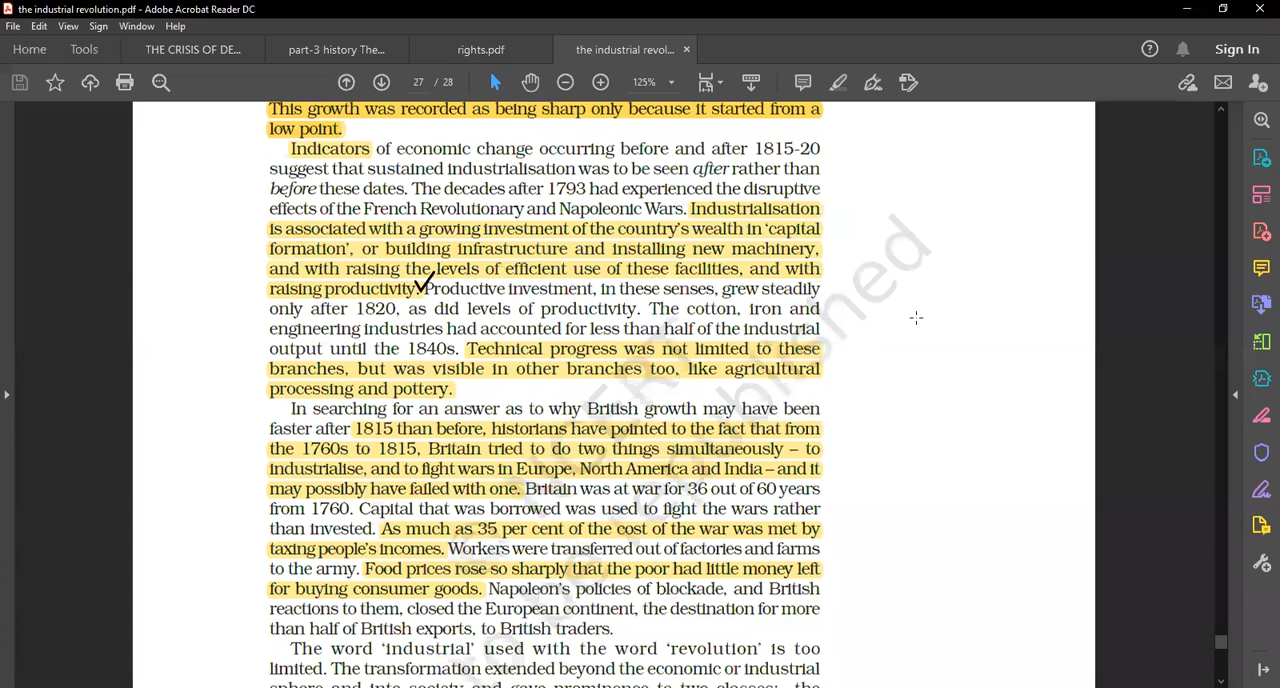 the industrial revolution.pdf - Adobe Acrobat Reader DC
File Edit View Sign Window Help
Home Tools THE CRISIS OF DE... part-3 history The... rights.pdf the industrial revol... × Sign In
27 / 28 125%
This growth was recorded as being sharp only because it started from a
low point.
Indicators of economic change occurring before and after 1815-20
suggest that sustained industrialisation was to be seen after rather than
before these dates. The decades after 1793 had experienced the disruptive
effects of the French Revolutionary and Napoleonic Wars. Industrialisation
is associated with a growing investment of the country's wealth in 'capital
formation', or building infrastructure and installing new machinery,
and with raising the levels of efficient use of these facilities, and with
raising productivity. Productive investment, in these senses, grew steadily
only after 1820, as did levels of productivity. The cotton, iron and
engineering industries had accounted for less than half of the industrial
output until the 1840s. Technical progress was not limited to these
branches, but was visible in other branches too, like agricultural
processing and pottery.
In searching for an answer as to why British growth may have been
faster after 1815 than before, historians have pointed to the fact that from
the 1760s to 1815, Britain tried to do two things simultaneously – to
industrialise, and to fight wars in Europe, North America and India – and it
may possibly have failed with one. Britain was at war for 36 out of 60 years
from 1760. Capital that was borrowed was used to fight the wars rather
than invested. As much as 35 per cent of the cost of the war was met by
taxing people's incomes. Workers were transferred out of factories and farms
to the army. Food prices rose so sharply that the poor had little money left
for buying consumer goods. Napoleon's policies of blockade, and British
reactions to them, closed the European continent, the destination for more
than half of British exports, to British traders.
The word 'industrial' used with the word 'revolution' is too
limited. The transformation extended beyond the economic or industrial
sphere and into society and gave prominence to two classes: the